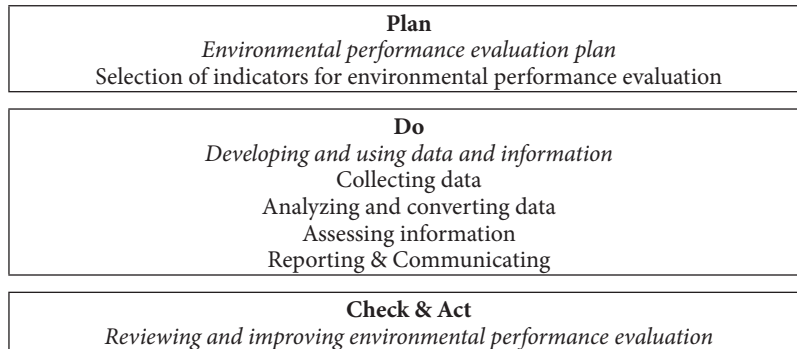 Plan
Environmental performance evaluation plan
Selection of indicators for environmental performance evaluation
Do
Developing and using data and information
Collecting data
Analyzing and converting data
Assessing information
Reporting & Communicating
Check & Act
Reviewing and improving environmental performance evaluation